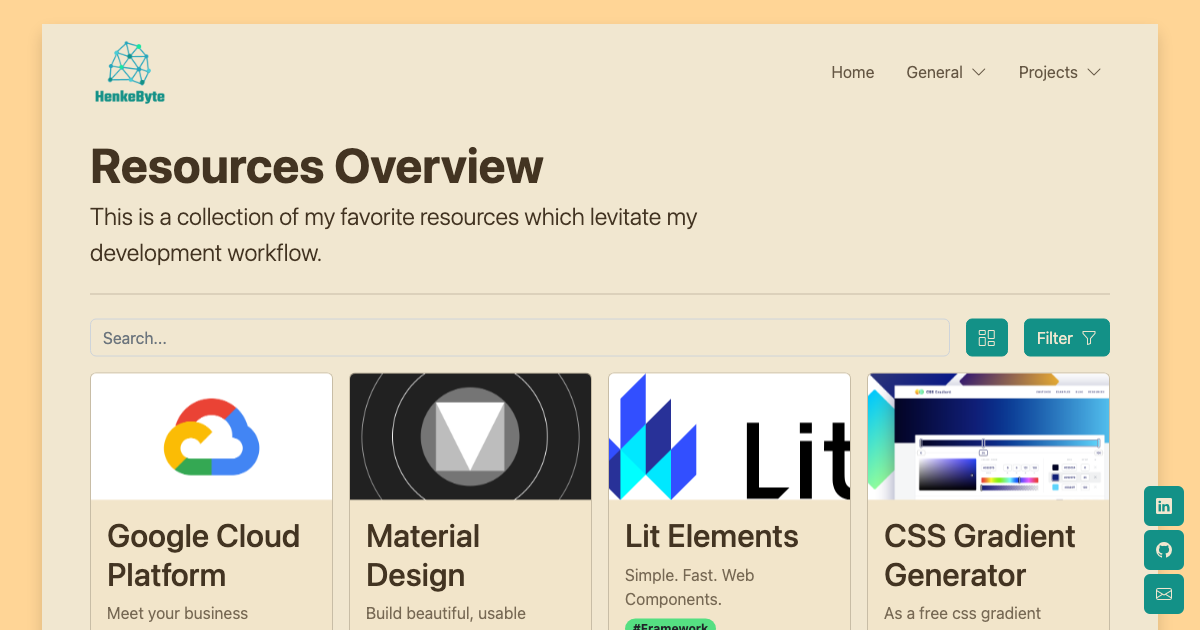 HenkeByte
Home
General
Projects
Resources Overview
This is a collection of my favorite resources which levitate my
development workflow.
Search...
Filter
Lit
Google Cloud
Platform
Meet your business
Material
Design
Build beautiful, usable
Lit Elements
Simple. Fast. Web
Components.
#Framework
CSS Gradient
Generator
As a free css gradient